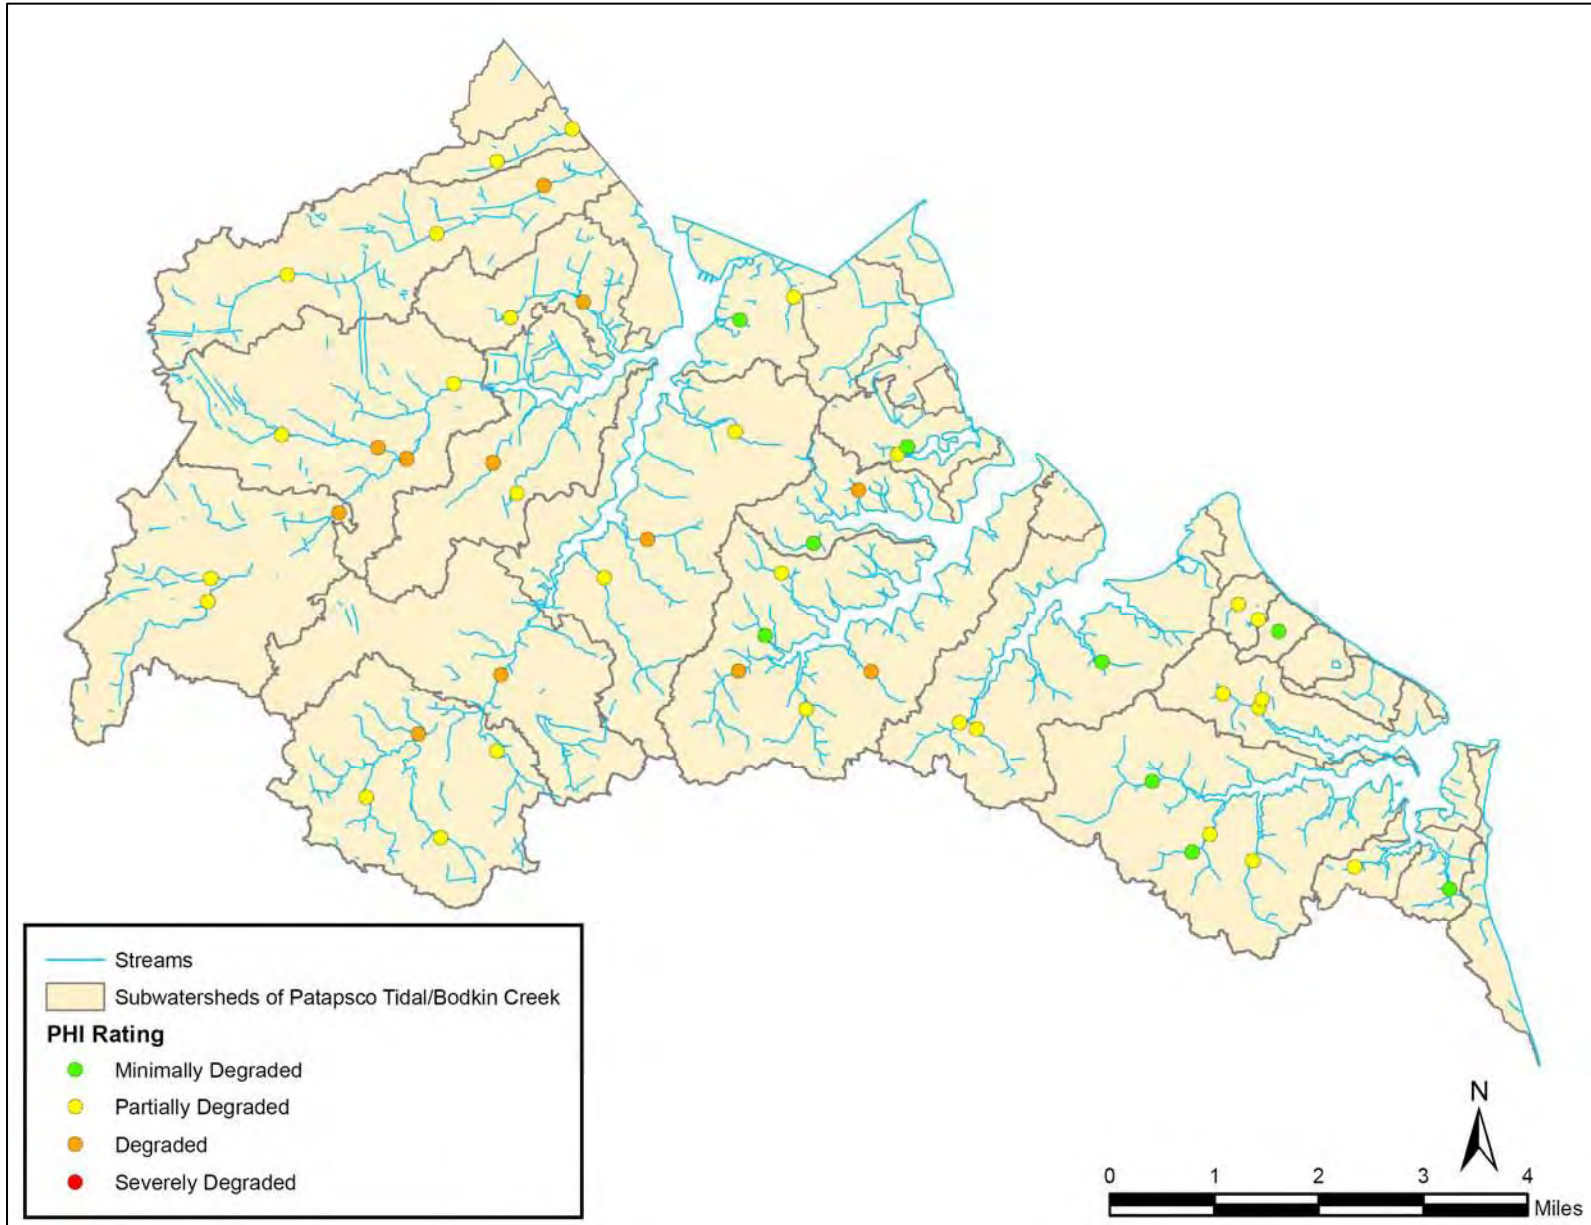 Streams
Subwatersheds of Patapsco Tidal/Bodkin Creek
PHI Rating
Minimally Degraded
Partially Degraded
Degraded
Severely Degraded
N
0 1 2 3 4
Miles